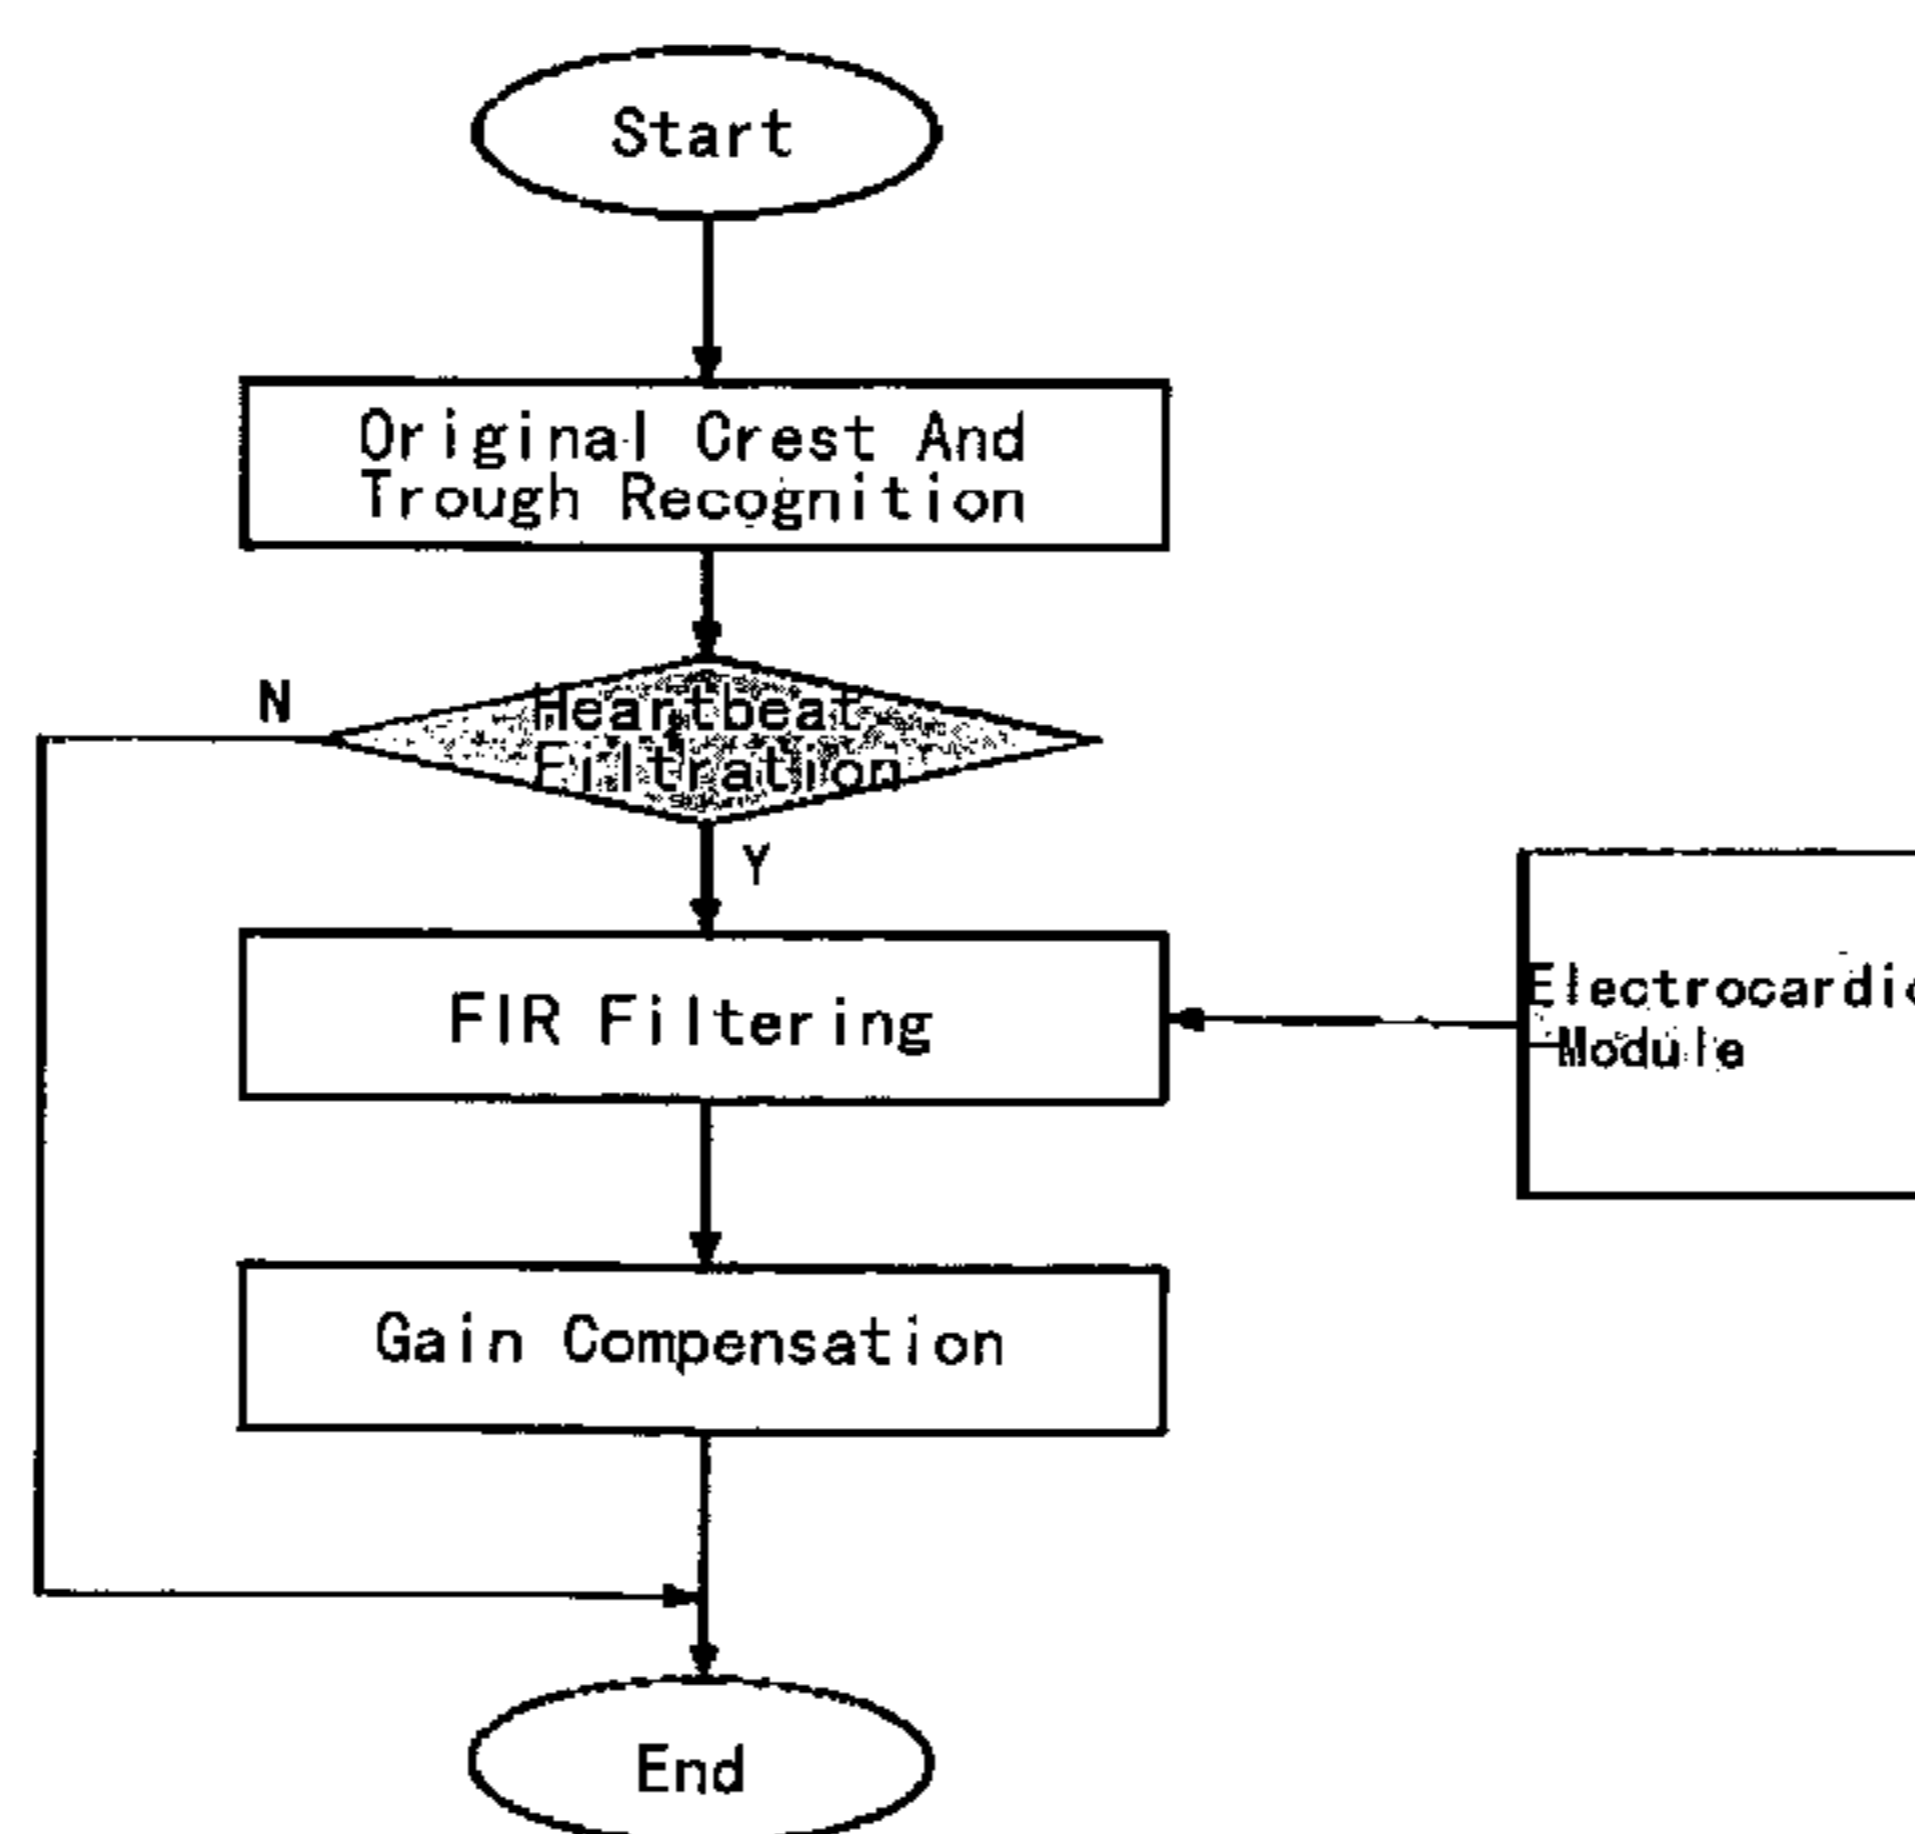 Start
Original Crest And
Trough Recognition
N
Heartbeat
Filtration
Y
FIR Filtering
Module
Gain Compensation
End